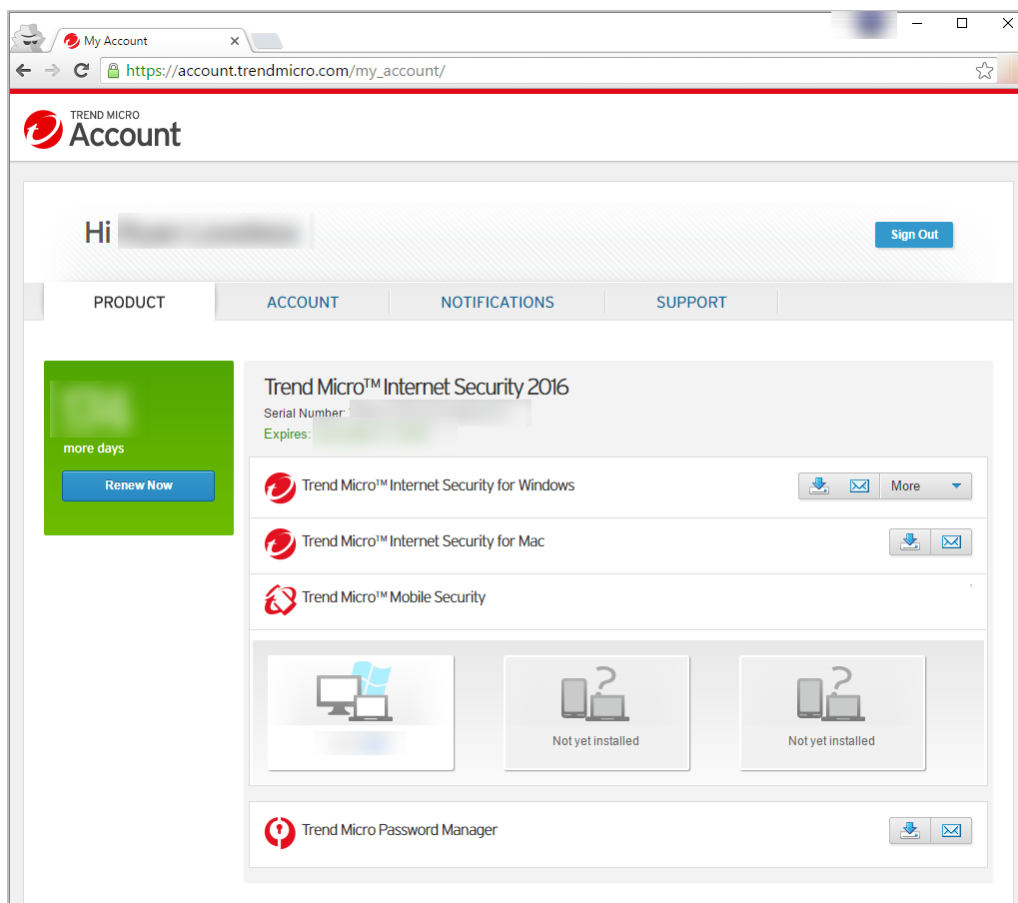 My Account
https://account.trendmicro.com/my_account/
TREND MICRO
Account
Hi
Sign Out
PRODUCT
ACCOUNT
NOTIFICATIONS
SUPPORT
more days
Renew Now
Trend Micro™ Internet Security 2016
Serial Number:
Expires:
Trend Micro™ Internet Security for Windows
More
Trend Micro™ Internet Security for Mac
Trend Micro™ Mobile Security
Not yet installed
Not yet installed
Trend Micro Password Manager